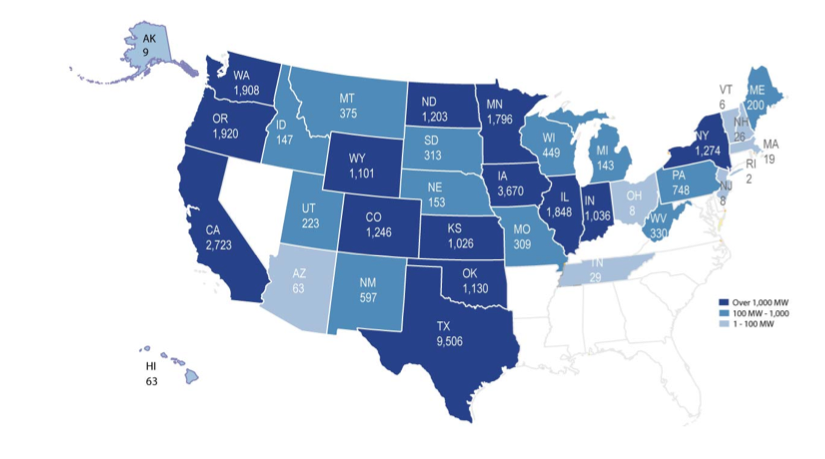 AK
9
WA
1,908
MT
375
ND
1,203
MN
1,796
VT
6
ME
200
OR
1,920
ID
147
SD
313
WI
449
MI
143
NY
1,274
NH
26
MA
19
WY
1,101
RI
2
IA
3,670
NE
153
PA
748
NJ
8
UT
223
CO
1,246
KS
1,026
MO
309
IL
1,848
IN
1,036
OH
8
WV
330
CA
2,723
AZ
63
NM
597
OK
1,130
TN
29
Over 1,000 MW
100 MW - 1,000
1 - 100 MW
TX
9,506
HI
63